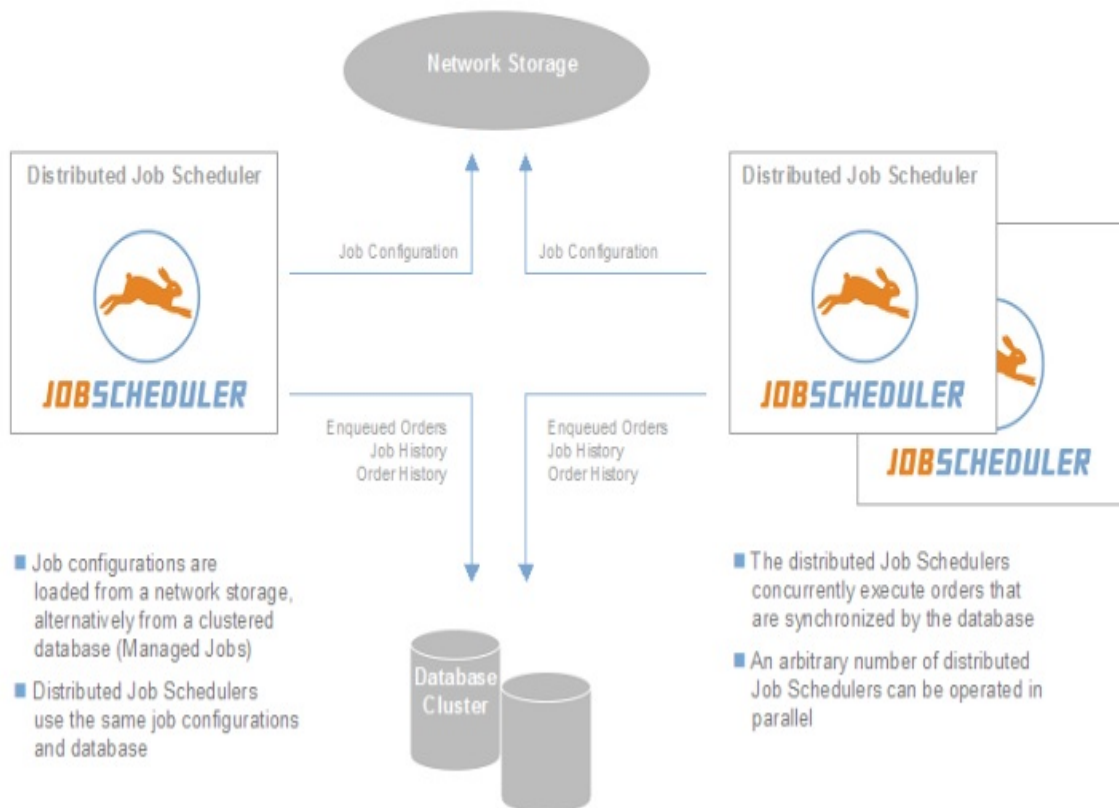 Network Storage
Distributed Job Scheduler
JOBSCHEDULER
Distributed Job Scheduler
JOBSCHEDULER
JOBSCHEDULER
Job Configuration
Job Configuration
Enqueued Orders
Job History
Order History
Enqueued Orders
Job History
Order History
Database
Cluster
Job configurations are
loaded from a network storage,
alternatively from a clustered
database (Managed Jobs)
Distributed Job Schedulers
use the same job configurations
and database
The distributed Job Schedulers
concurrently execute orders that
are synchronized by the database
An arbitrary number of distributed
Job Schedulers can be operated in
parallel